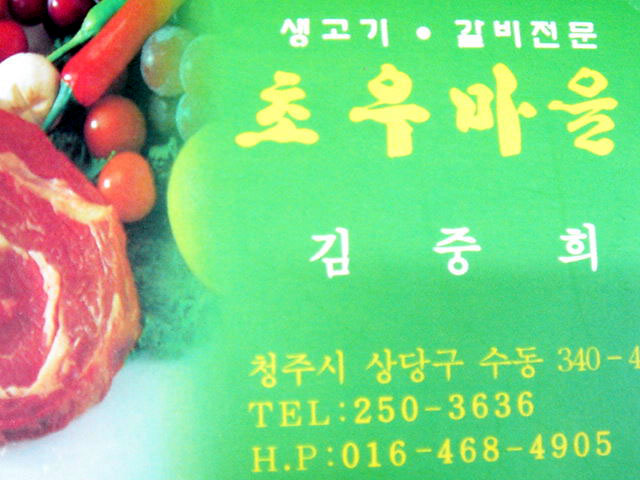 생고기 • 갈비전문
초우마을
김 중 희
청주시 상당구 수동 340-4
TEL:250-3636
H.P:016-468-4905